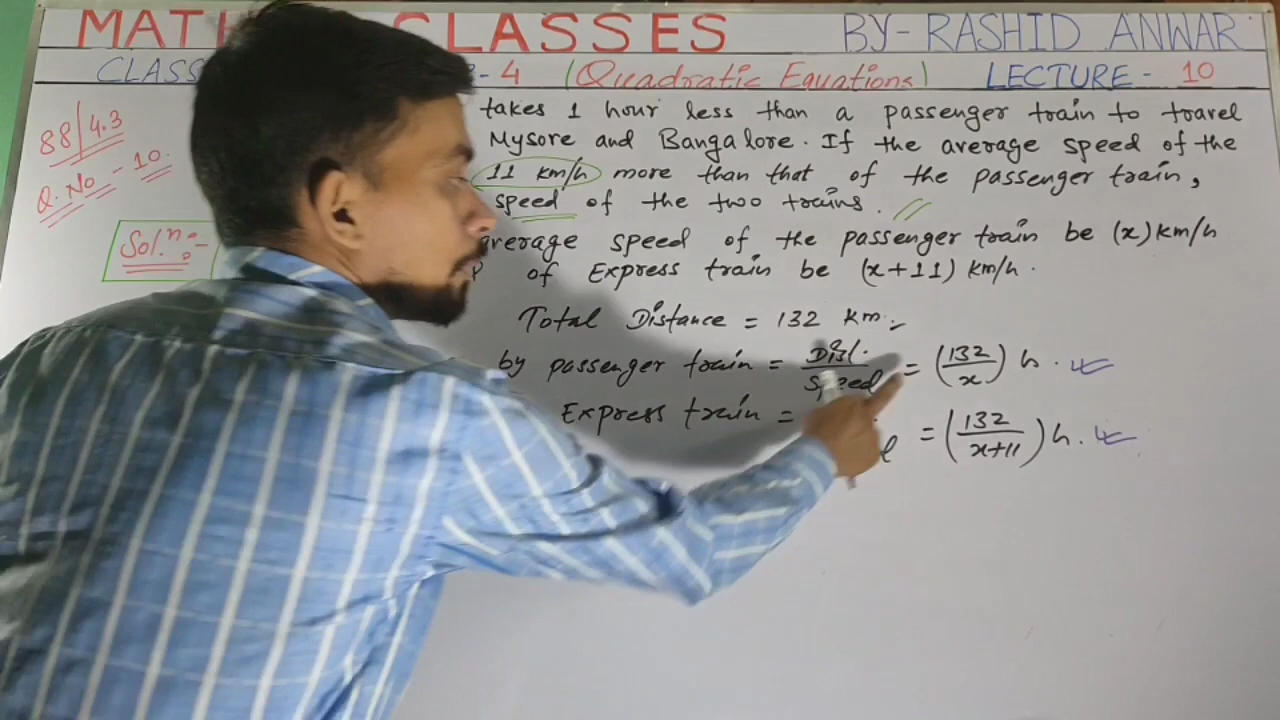 MAT CLASSES BY-RASHID ANWAR
CLASS - 4 (Quadratic Equations) LECTURE - 10
88/4.3
Q.No - 10.
takes 1 hour less than a passenger train to travel
Mysore and Bangalore. If the average speed of the
11 km/h more than that of the passenger train,
speed of the two trains.
Solⁿ:-
average speed of the passenger train be (x) km/h
of Express train be (x+11) km/h.
Total Distance = 132 km.
by passenger train = Dist./Speed = (132/x) h.
Express train = = (132/x+11) h.